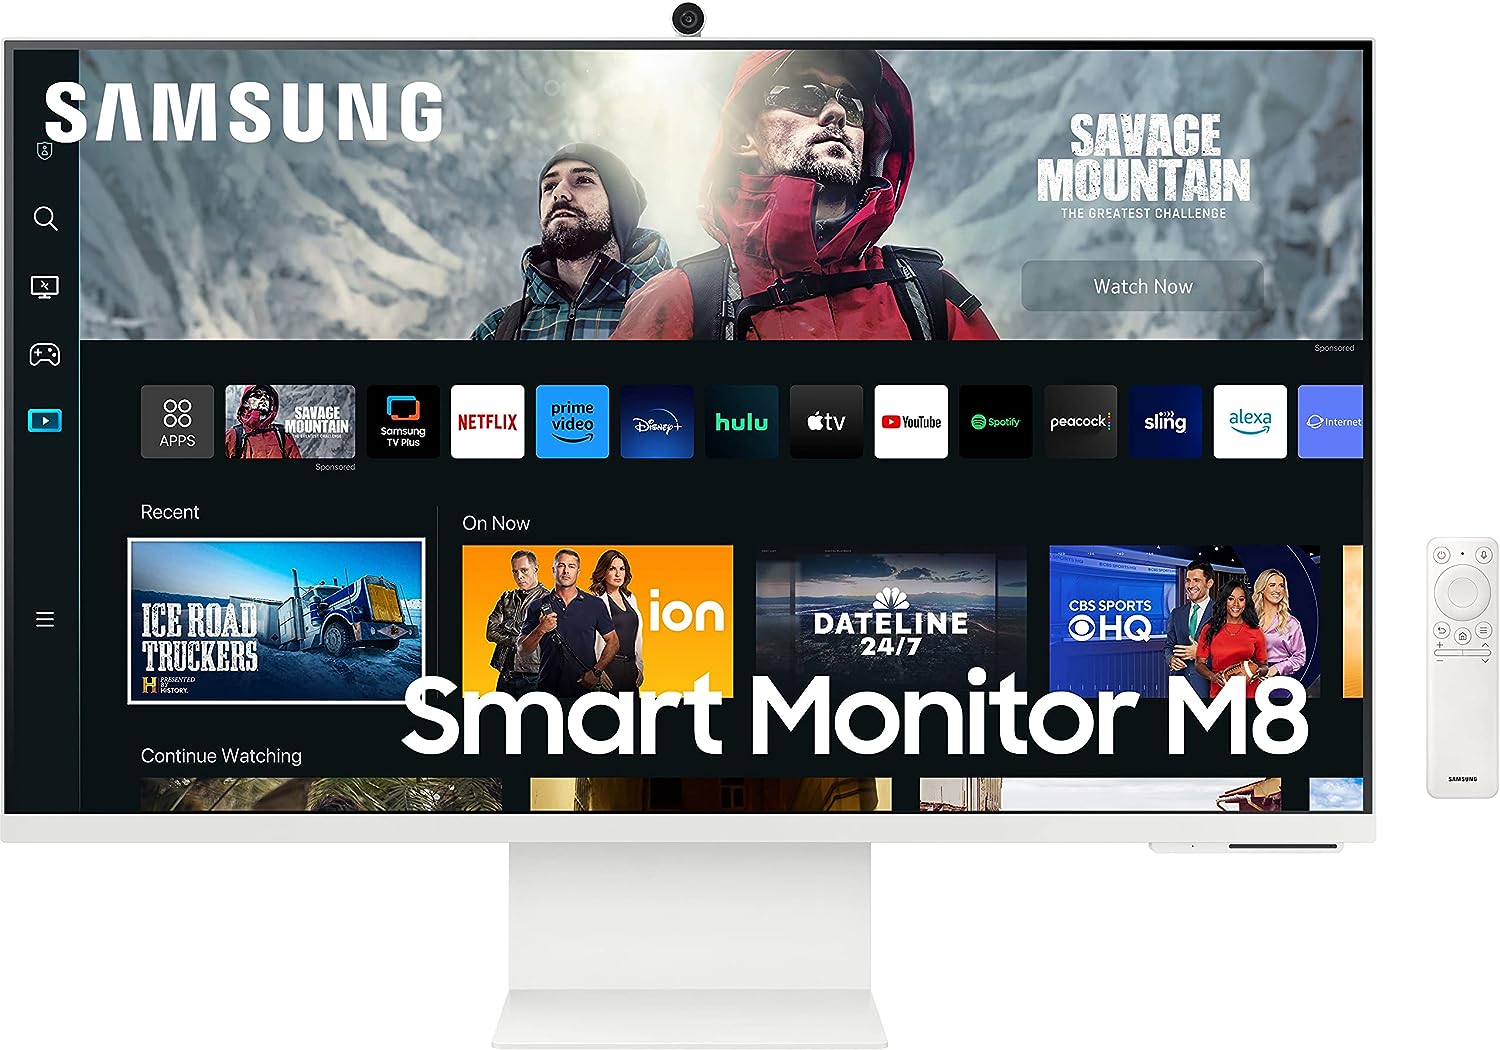 SAMSUNG
SAVAGE
MOUNTAIN
THE GREATEST CHALLENGE
Watch Now
Sponsored
APPS
SAVAGE
MOUNTAIN
THE GREATEST CHALLENGE
Sponsored
Samsung
TV Plus
NETFLIX
prime
video
Disney+
hulu
tv
YouTube
Spotify
peacock
sling
alexa
Internet
Recent
On Now
ICE ROAD
TRUCKERS
H PRESENTED
BY
HISTORY.
ion
DATELINE
24/7
CBS SPORTS
HQ
Smart Monitor M8
Continue Watching
SAMSUNG